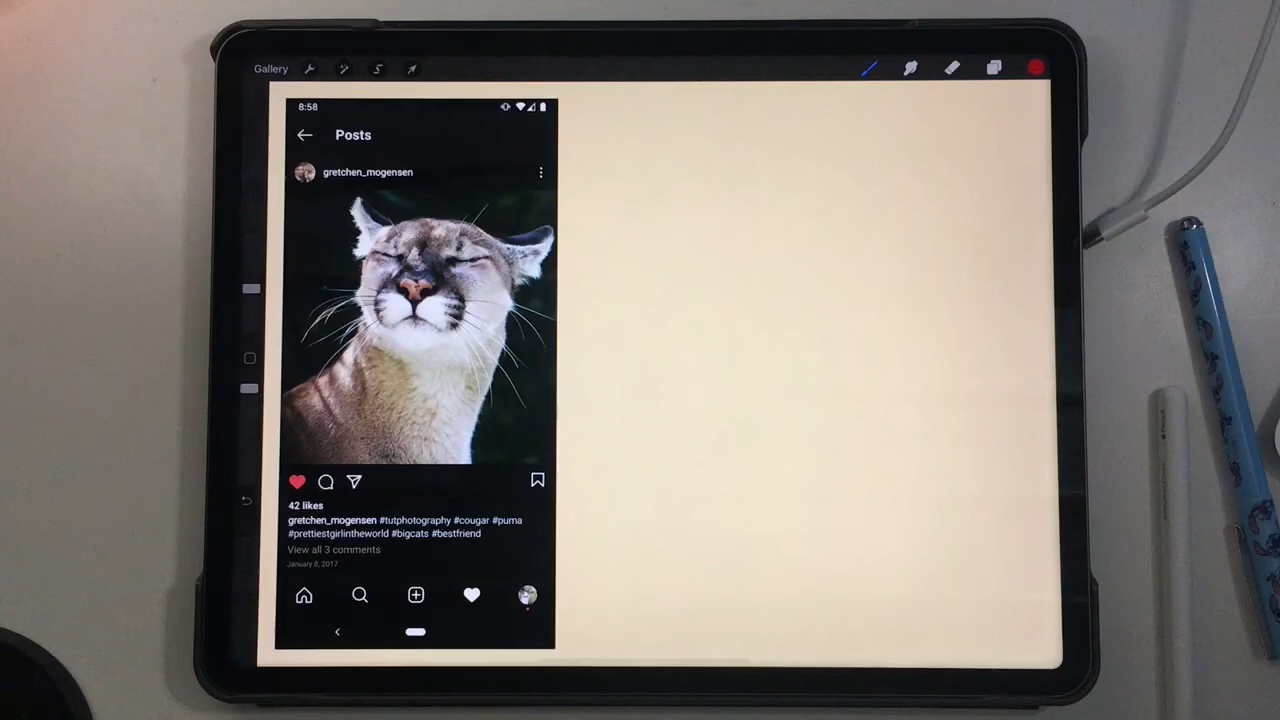 Gallery
8:58
Posts
gretchen_mogensen
42 likes
gretchen_mogensen #tutphotography #cougar #puma
#prettiestgirlintheworld #bigcats #bestfriend
View all 3 comments
January 8, 2017